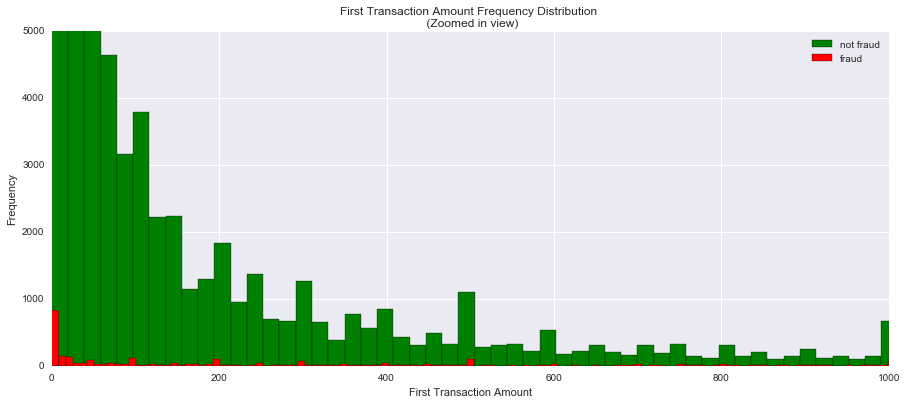 First Transaction Amount Frequency Distribution
(Zoomed in view)
not fraud
fraud
Frequency
5000
4000
3000
2000
1000
0
0 200 400 600 800 1000
First Transaction Amount